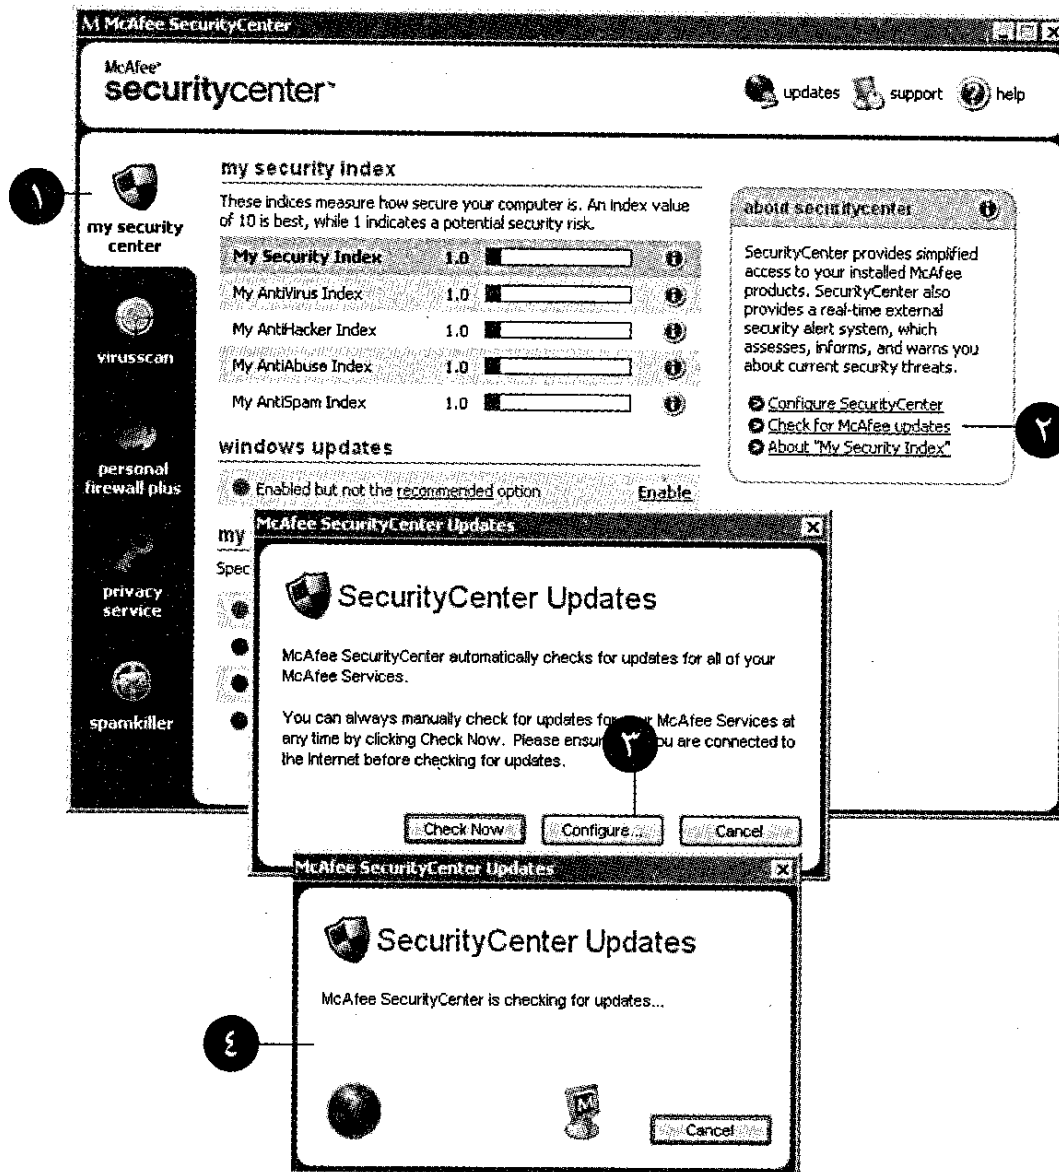 M McAfee SecurityCenter
McAfee®
securitycenter™
updates
support
help
١
my security
center
virusscan
personal
firewall plus
privacy
service
spamkiller
my security index
These indices measure how secure your computer is. An index value
of 10 is best, while 1 indicates a potential security risk.
My Security Index 1.0
My AntiVirus Index 1.0
My AntiHacker Index 1.0
My AntiAbuse Index 1.0
My AntiSpam Index 1.0
windows updates
Enabled but not the recommended option Enable
my
Spec
about securitycenter
SecurityCenter provides simplified
access to your installed McAfee
products. SecurityCenter also
provides a real-time external
security alert system, which
assesses, informs, and warns you
about current security threats.
Configure SecurityCenter
Check for McAfee updates
About "My Security Index"
٢
McAfee SecurityCenter Updates
SecurityCenter Updates
McAfee SecurityCenter automatically checks for updates for all of your
McAfee Services.
You can always manually check for updates for your McAfee Services at
any time by clicking Check Now. Please ensure you are connected to
the Internet before checking for updates.
٣
Check Now
Configure...
Cancel
McAfee SecurityCenter Updates
SecurityCenter Updates
McAfee SecurityCenter is checking for updates...
٤
M
Cancel